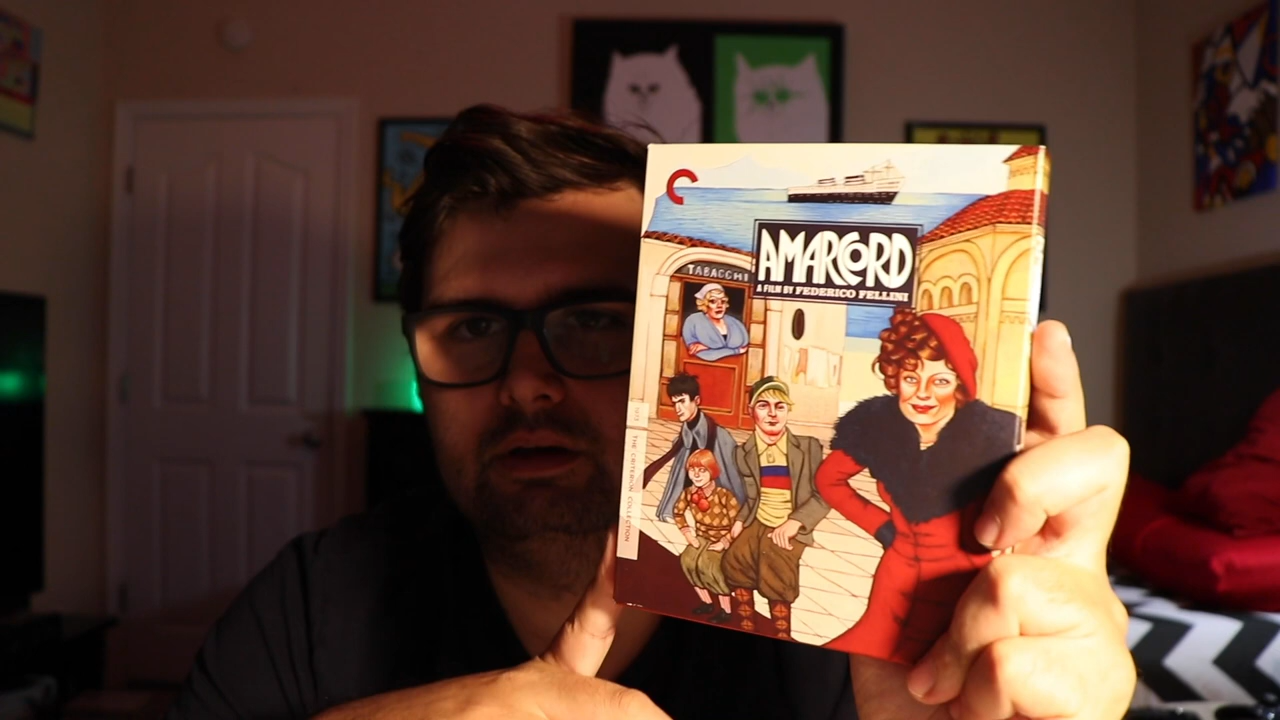 TABACCHI
AMARCORD
A FILM BY FEDERICO FELLINI
THE CRITERION COLLECTION